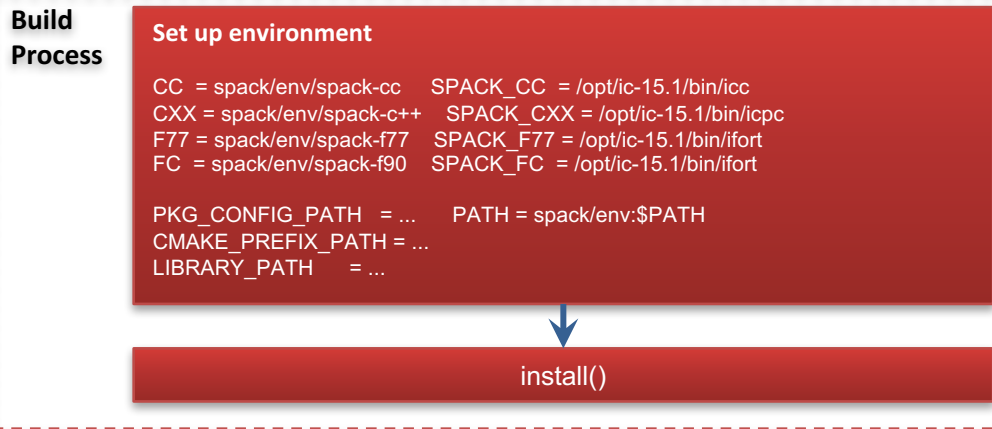 Build
Process
Set up environment
CC = spack/env/spack-cc SPACK_CC = /opt/ic-15.1/bin/icc
CXX = spack/env/spack-c++ SPACK_CXX = /opt/ic-15.1/bin/icpc
F77 = spack/env/spack-f77 SPACK_F77 = /opt/ic-15.1/bin/ifort
FC = spack/env/spack-f90 SPACK_FC = /opt/ic-15.1/bin/ifort
PKG_CONFIG_PATH = ... PATH = spack/env:$PATH
CMAKE_PREFIX_PATH = ...
LIBRARY_PATH = ...
install()